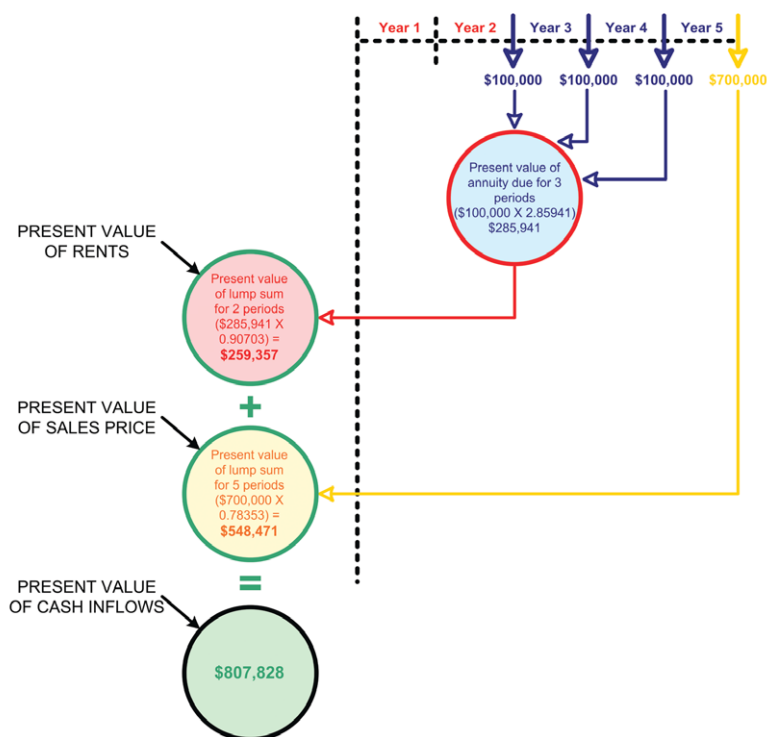 Year 1 Year 2 Year 3 Year 4 Year 5
$100,000 $100,000 $100,000 $700,000
Present value of
annuity due for 3
periods
($100,000 X 2.85941)
$285,941
PRESENT VALUE
OF RENTS
Present value
of lump sum
for 2 periods
($285,941 X
0.90703) =
$259,357
+
PRESENT VALUE
OF SALES PRICE
Present value
of lump sum
for 5 periods
($700,000 X
0.78353) =
$548,471
=
PRESENT VALUE
OF CASH INFLOWS
$807,828